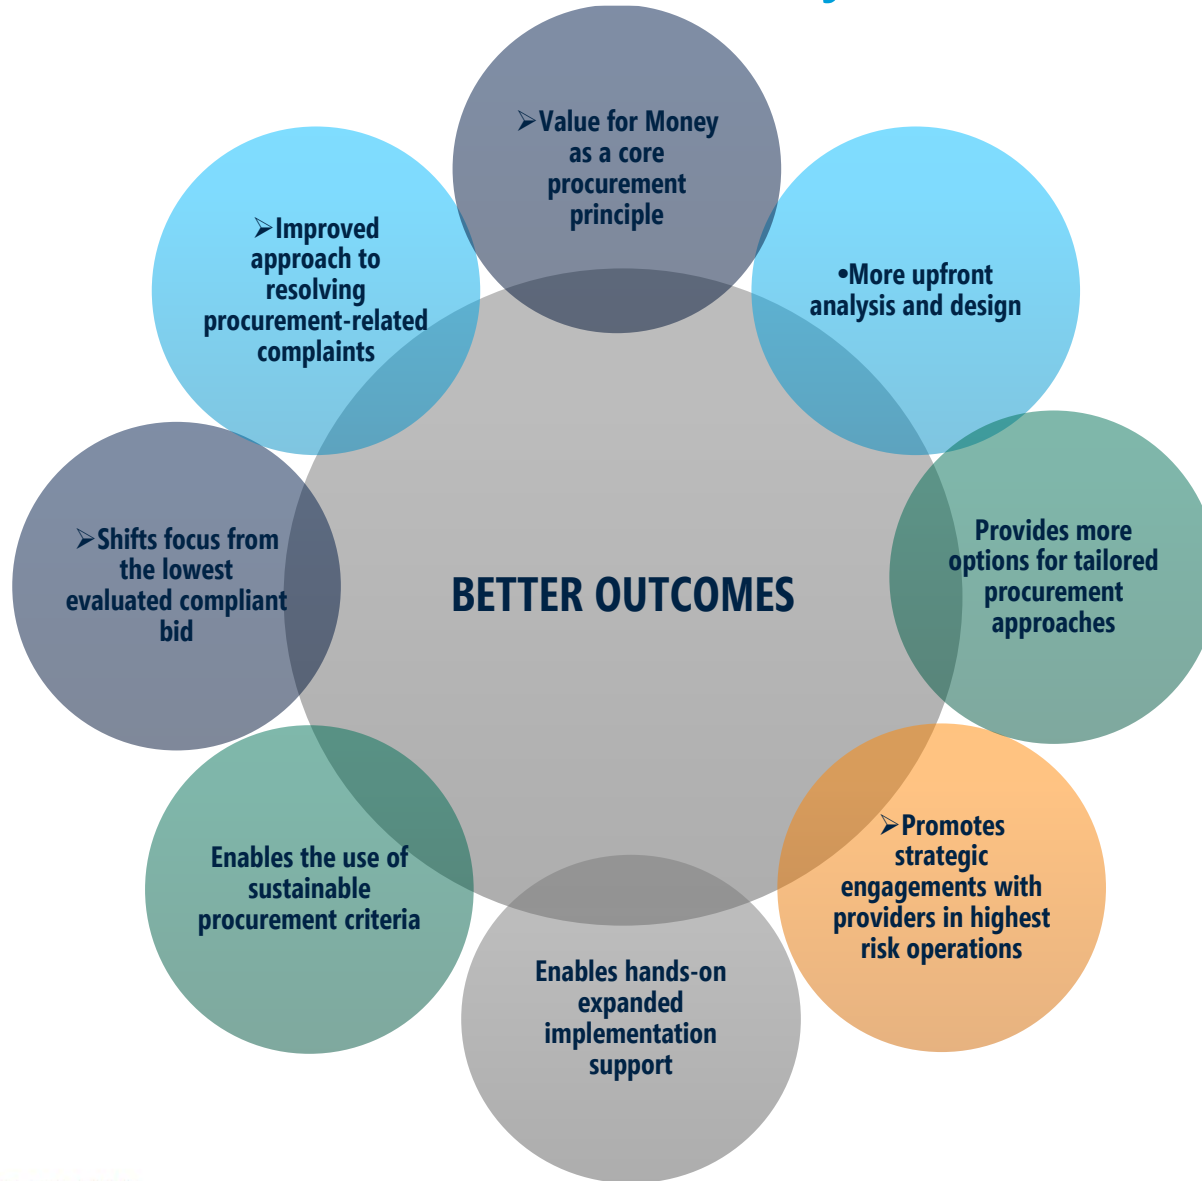 ➢Value for Money
as a core
procurement
principle
•More upfront
analysis and design
Provides more
options for tailored
procurement
approaches
➢Promotes
strategic
engagements with
providers in highest
risk operations
Enables hands-on
expanded
implementation
support
Enables the use of
sustainable
procurement criteria
➢Shifts focus from
the lowest
evaluated compliant
bid
➢Improved
approach to
resolving
procurement-related
complaints
BETTER OUTCOMES